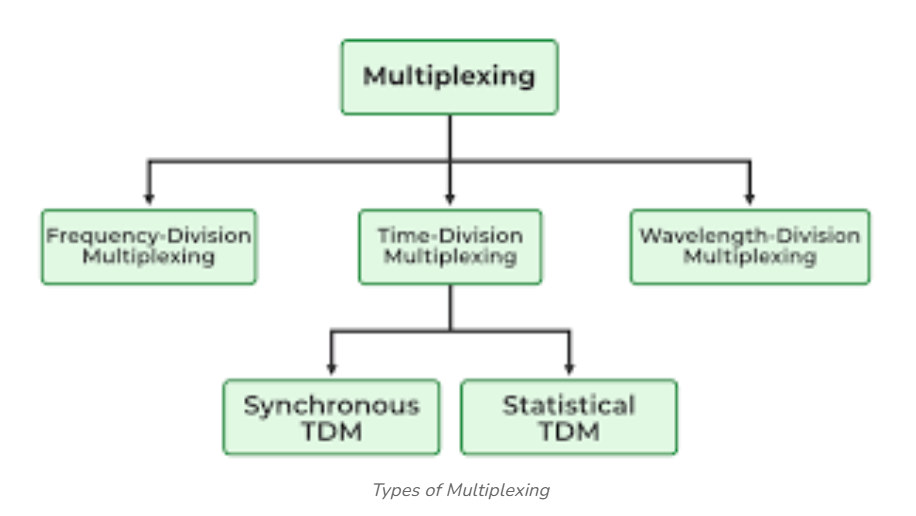 Multiplexing
Frequency-Division
Multiplexing
Time-Division
Multiplexing
Wavelength-Division
Multiplexing
Synchronous
TDM
Statistical
TDM
Types of Multiplexing